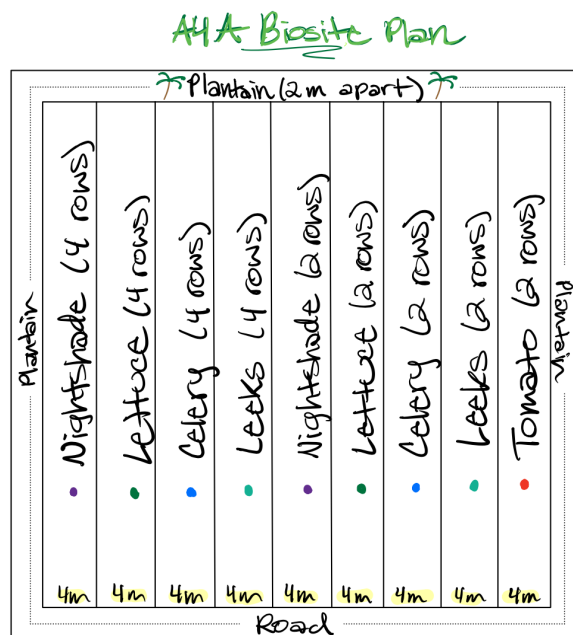 A4A Biosite Plan
Plantain (2m apart)
Plantain
Nightshade (4 rows)
Lettuce (4 rows)
Celery (4 rows)
Leeks (4 rows)
Nightshade (2 rows)
Lettuce (2 rows)
Celery (2 rows)
Leeks (2 rows)
Tomato (2 rows)
Plantain
4m 4m 4m 4m 4m 4m 4m 4m 4m
Road